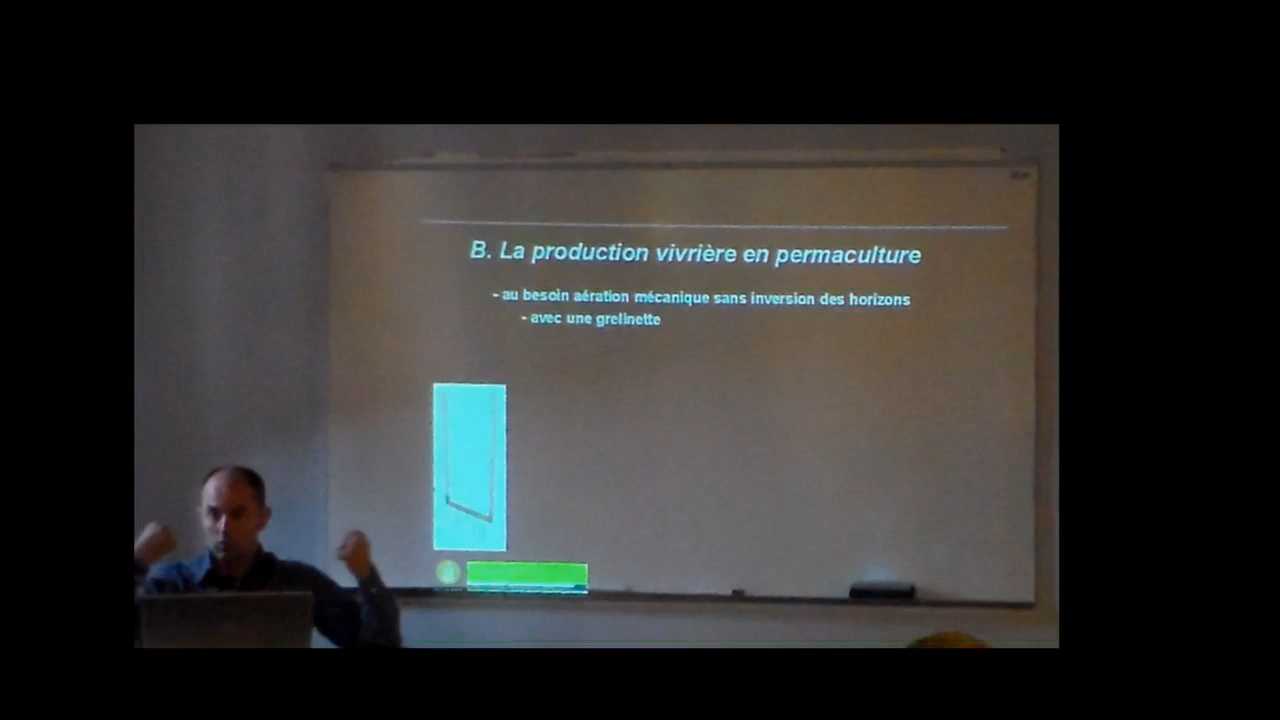 B. La production vivrière en permaculture
- au besoin aération mécanique sans inversion des horizons
- avec une grelinette